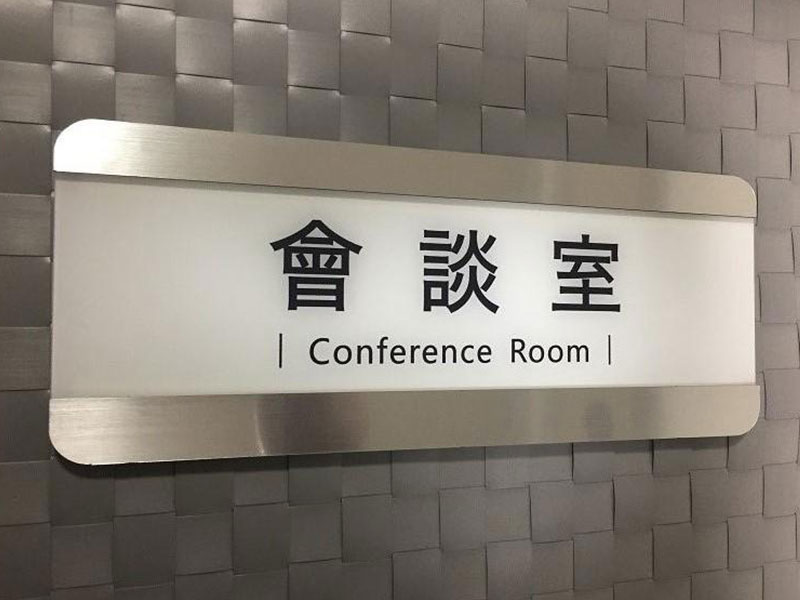 會談室
| Conference Room |